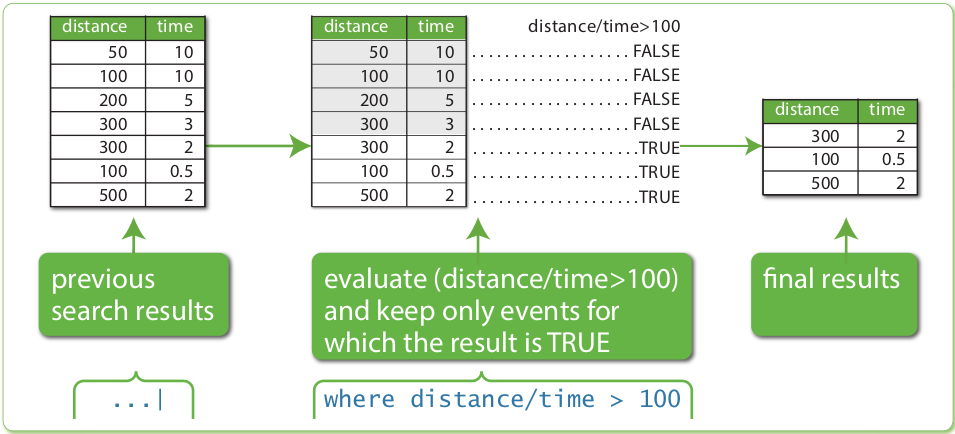 distance time
50 10
100 10
200 5
300 3
300 2
100 0.5
500 2
distance time distance/time>100
50 10 .................... FALSE
100 10 .................... FALSE
200 5 .................... FALSE
300 3 .................... FALSE
300 2 .....................TRUE
100 0.5 .....................TRUE
500 2 .....................TRUE
distance time
300 2
100 0.5
500 2
previous
search results
evaluate (distance/time>100)
and keep only events for
which the result is TRUE
final results
...|
where distance/time > 100